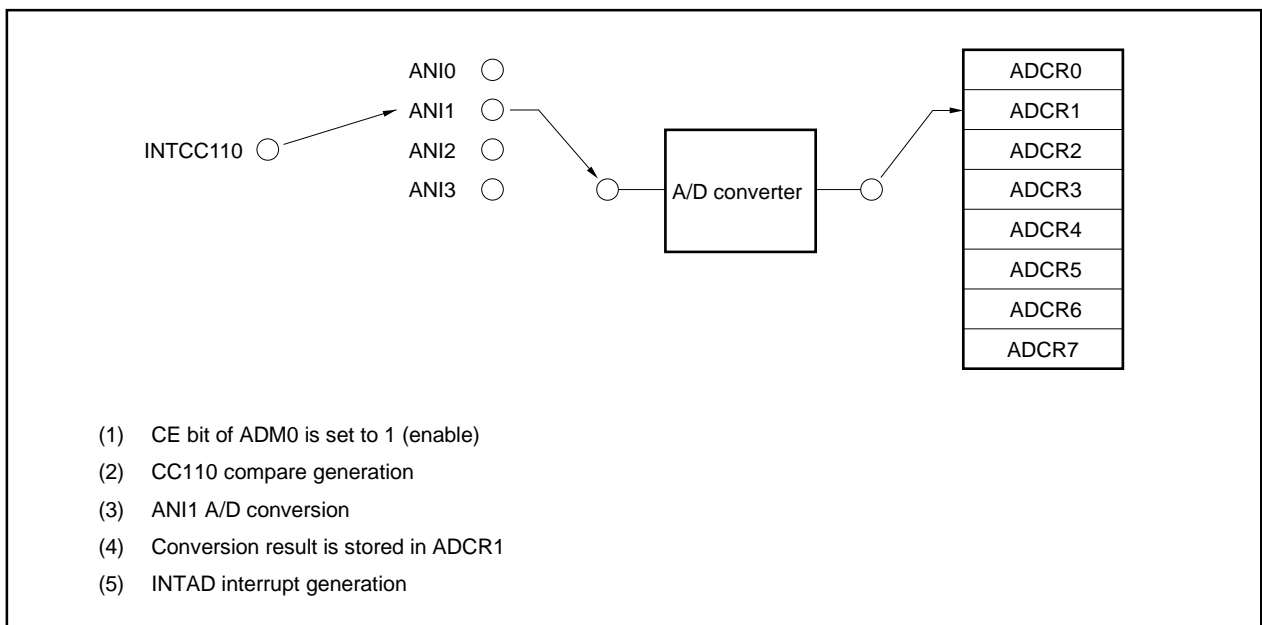 ANI0
ANI1
ANI2
ANI3
INTCC110
A/D converter
ADCR0
ADCR1
ADCR2
ADCR3
ADCR4
ADCR5
ADCR6
ADCR7
(1) CE bit of ADM0 is set to 1 (enable)
(2) CC110 compare generation
(3) ANI1 A/D conversion
(4) Conversion result is stored in ADCR1
(5) INTAD interrupt generation